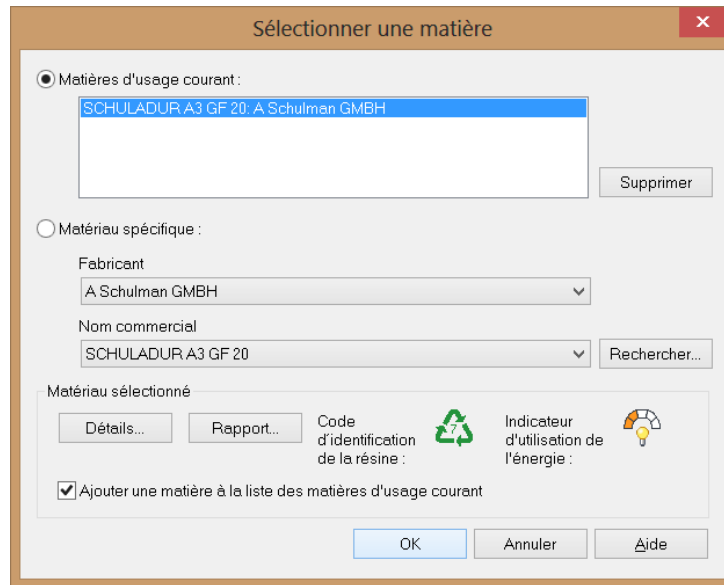 Sélectionner une matière
Matières d'usage courant :
SCHULADUR A3 GF 20: A Schulman GMBH
Supprimer
Matériau spécifique :
Fabricant
A Schulman GMBH
Nom commercial
SCHULADUR A3 GF 20
Rechercher...
Matériau sélectionné
Détails...
Rapport...
Code
d'identification
de la résine :
7
Indicateur
d'utilisation de
l'énergie :
Ajouter une matière à la liste des matières d'usage courant
OK
Annuler
Aide